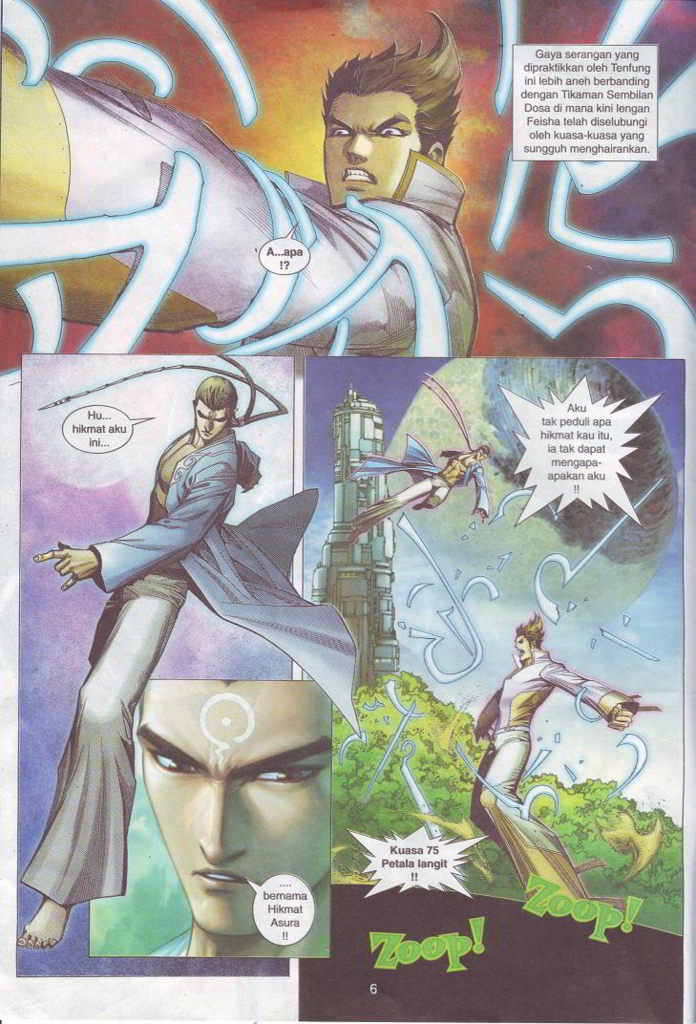 Gaya serangan yang
dipraktikkan oleh Tenfung
ini lebih aneh berbanding
dengan Tikaman Sembilan
Dosa di mana kini lengan
Feisha telah diselubungi
oleh kuasa-kuasa yang
sungguh menghairankan.
A...apa
!?
Hu...
hikmat aku
ini...
Aku
tak peduli apa
hikmat kau itu,
ia tak dapat
mengapa-
apakan aku
!!
....
bernama
Hikmat
Asura
!!
Kuasa 75
Petala langit
!!
Zoop!
Zoop!
6